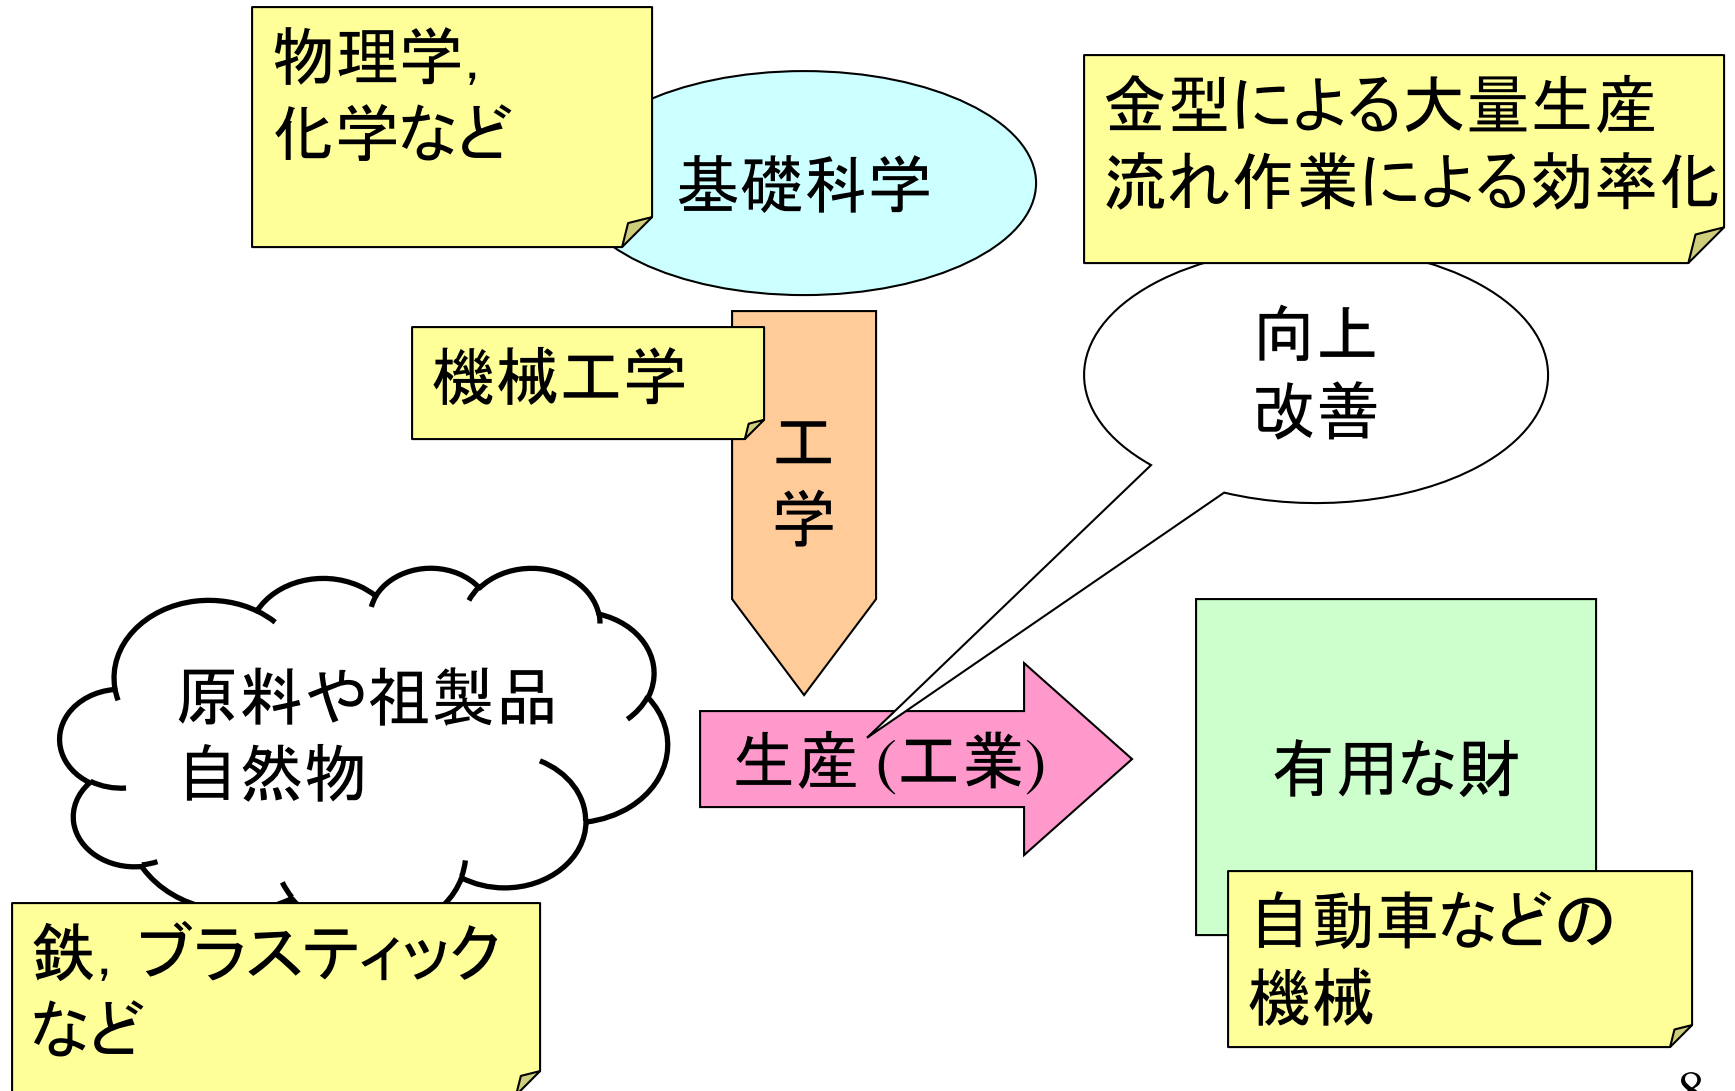 物理学,
化学など
基礎科学
金型による大量生産
流れ作業による効率化
機械工学
工
学
向上
改善
原料や祖製品
自然物
生産 (工業)
有用な財
鉄, ブラスティック
など
自動車などの
機械
8